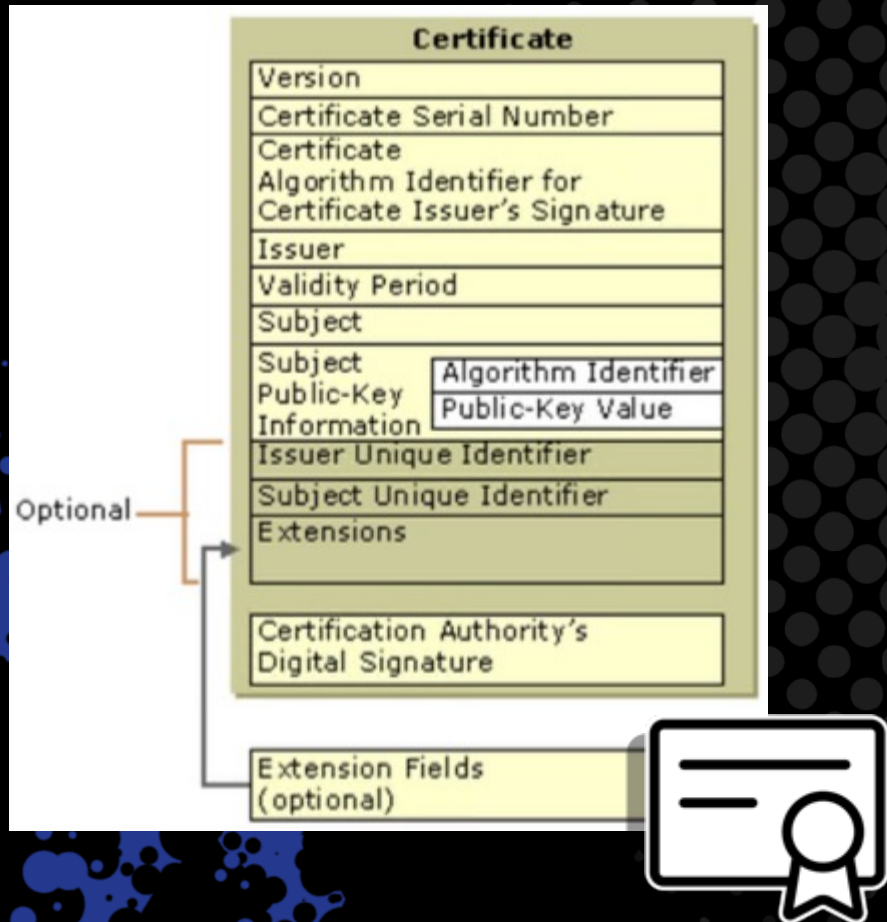 Certificate
Version
Certificate Serial Number
Certificate
Algorithm Identifier for
Certificate Issuer's Signature
Issuer
Validity Period
Subject
Subject
Public-Key
Information
Algorithm Identifier
Public-Key Value
Optional
Issuer Unique Identifier
Subject Unique Identifier
Extensions
Certification Authority's
Digital Signature
Extension Fields
(optional)